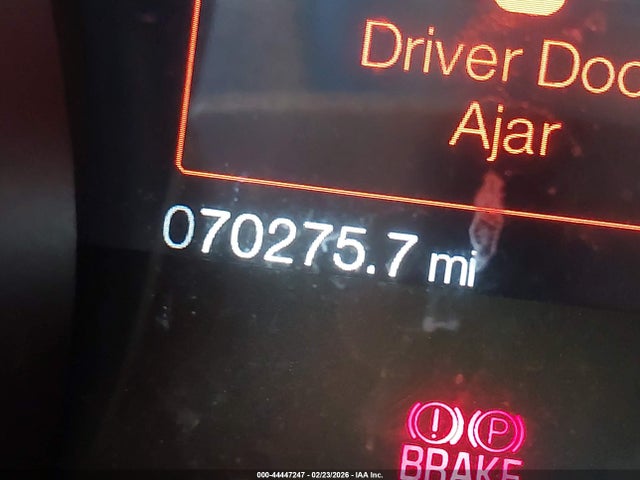 Driver Doo
Ajar
070275.7 mi
(!) (P)
BRAKE
000-44447247 - 02/23/2026 - IAA Inc.